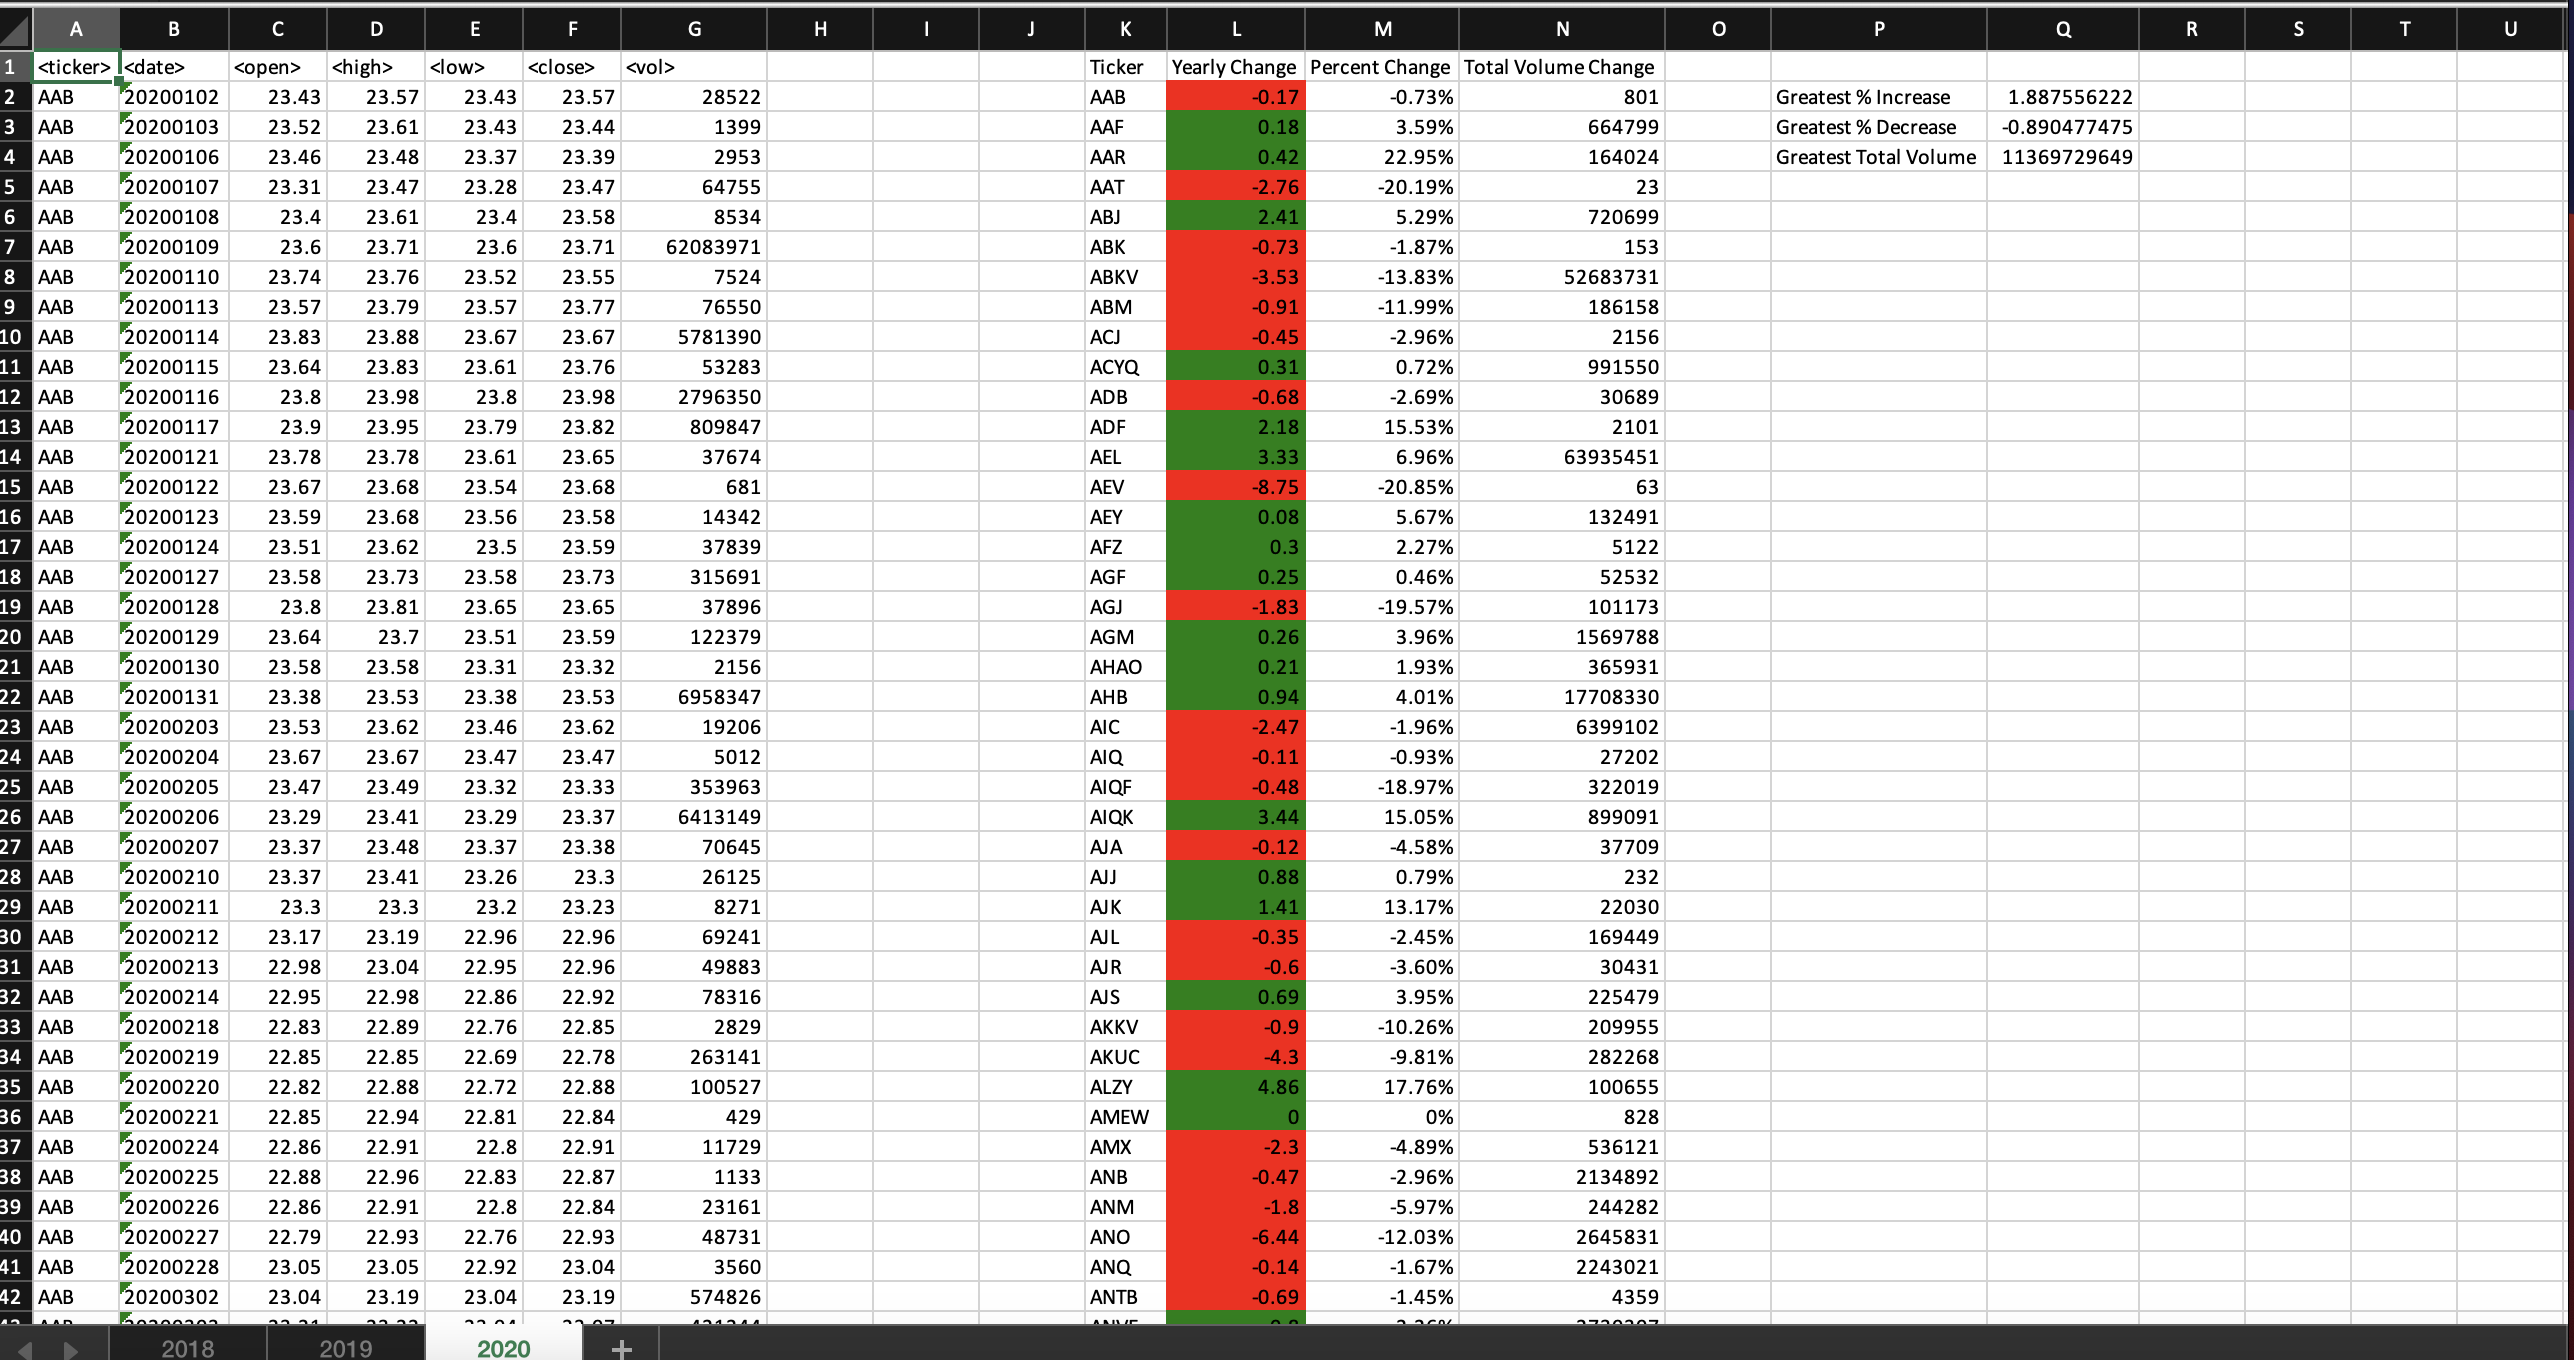 A B C D E F G H I J K L M N O P Q R S T U
1 <ticker> <date> <open> <high> <low> <close> <vol> Ticker Yearly Change Percent Change Total Volume Change
2 AAB 20200102 23.43 23.57 23.43 23.57 28522 AAB -0.17 -0.73% 801 Greatest % Increase 1.887556222
3 AAB 20200103 23.52 23.61 23.43 23.44 1399 AAF 0.18 3.59% 664799 Greatest % Decrease -0.890477475
4 AAB 20200106 23.46 23.48 23.37 23.39 2953 AAR 0.42 22.95% 164024 Greatest Total Volume 11369729649
5 AAB 20200107 23.31 23.47 23.28 23.47 64755 AAT -2.76 -20.19% 23
6 AAB 20200108 23.4 23.61 23.4 23.58 8534 ABJ 2.41 5.29% 720699
7 AAB 20200109 23.6 23.71 23.6 23.71 62083971 ABK -0.73 -1.87% 153
8 AAB 20200110 23.74 23.76 23.52 23.55 7524 ABKV -3.53 -13.83% 52683731
9 AAB 20200113 23.57 23.79 23.57 23.77 76550 ABM -0.91 -11.99% 186158
10 AAB 20200114 23.83 23.88 23.67 23.67 5781390 ACJ -0.45 -2.96% 2156
11 AAB 20200115 23.64 23.83 23.61 23.76 53283 ACYQ 0.31 0.72% 991550
12 AAB 20200116 23.8 23.98 23.8 23.98 2796350 ADB -0.68 -2.69% 30689
13 AAB 20200117 23.9 23.95 23.79 23.82 809847 ADF 2.18 15.53% 2101
14 AAB 20200121 23.78 23.78 23.61 23.65 37674 AEL 3.33 6.96% 63935451
15 AAB 20200122 23.67 23.68 23.54 23.68 681 AEV -8.75 -20.85% 63
16 AAB 20200123 23.59 23.68 23.56 23.58 14342 AEY 0.08 5.67% 132491
17 AAB 20200124 23.51 23.62 23.5 23.59 37839 AFZ 0.3 2.27% 5122
18 AAB 20200127 23.58 23.73 23.58 23.73 315691 AGF 0.25 0.46% 52532
19 AAB 20200128 23.8 23.81 23.65 23.65 37896 AGJ -1.83 -19.57% 101173
20 AAB 20200129 23.64 23.7 23.51 23.59 122379 AGM 0.26 3.96% 1569788
21 AAB 20200130 23.58 23.58 23.31 23.32 2156 AHAO 0.21 1.93% 365931
22 AAB 20200131 23.38 23.53 23.38 23.53 6958347 AHB 0.94 4.01% 17708330
23 AAB 20200203 23.53 23.62 23.46 23.62 19206 AIC -2.47 -1.96% 6399102
24 AAB 20200204 23.67 23.67 23.47 23.47 5012 AIQ -0.11 -0.93% 27202
25 AAB 20200205 23.47 23.49 23.32 23.33 353963 AIQF -0.48 -18.97% 322019
26 AAB 20200206 23.29 23.41 23.29 23.37 6413149 AIQK 3.44 15.05% 899091
27 AAB 20200207 23.37 23.48 23.37 23.38 70645 AJA -0.12 -4.58% 37709
28 AAB 20200210 23.37 23.41 23.26 23.3 26125 AJJ 0.88 0.79% 232
29 AAB 20200211 23.3 23.3 23.2 23.23 8271 AJK 1.41 13.17% 22030
30 AAB 20200212 23.17 23.19 22.96 22.96 69241 AJL -0.35 -2.45% 169449
31 AAB 20200213 22.98 23.04 22.95 22.96 49883 AJR -0.6 -3.60% 30431
32 AAB 20200214 22.95 22.98 22.86 22.92 78316 AJS 0.69 3.95% 225479
33 AAB 20200218 22.83 22.89 22.76 22.85 2829 AKKV -0.9 -10.26% 209955
34 AAB 20200219 22.85 22.85 22.69 22.78 263141 AKUC -4.3 -9.81% 282268
35 AAB 20200220 22.82 22.88 22.72 22.88 100527 ALZY 4.86 17.76% 100655
36 AAB 20200221 22.85 22.94 22.81 22.84 429 AMEW 0 0% 828
37 AAB 20200224 22.86 22.91 22.8 22.91 11729 AMX -2.3 -4.89% 536121
38 AAB 20200225 22.88 22.96 22.83 22.87 1133 ANB -0.47 -2.96% 2134892
39 AAB 20200226 22.86 22.91 22.8 22.84 23161 ANM -1.8 -5.97% 244282
40 AAB 20200227 22.79 22.93 22.76 22.93 48731 ANO -6.44 -12.03% 2645831
41 AAB 20200228 23.05 23.05 22.92 23.04 3560 ANQ -0.14 -1.67% 2243021
42 AAB 20200302 23.04 23.19 23.04 23.19 574826 ANTB -0.69 -1.45% 4359
2018 2019 2020 +